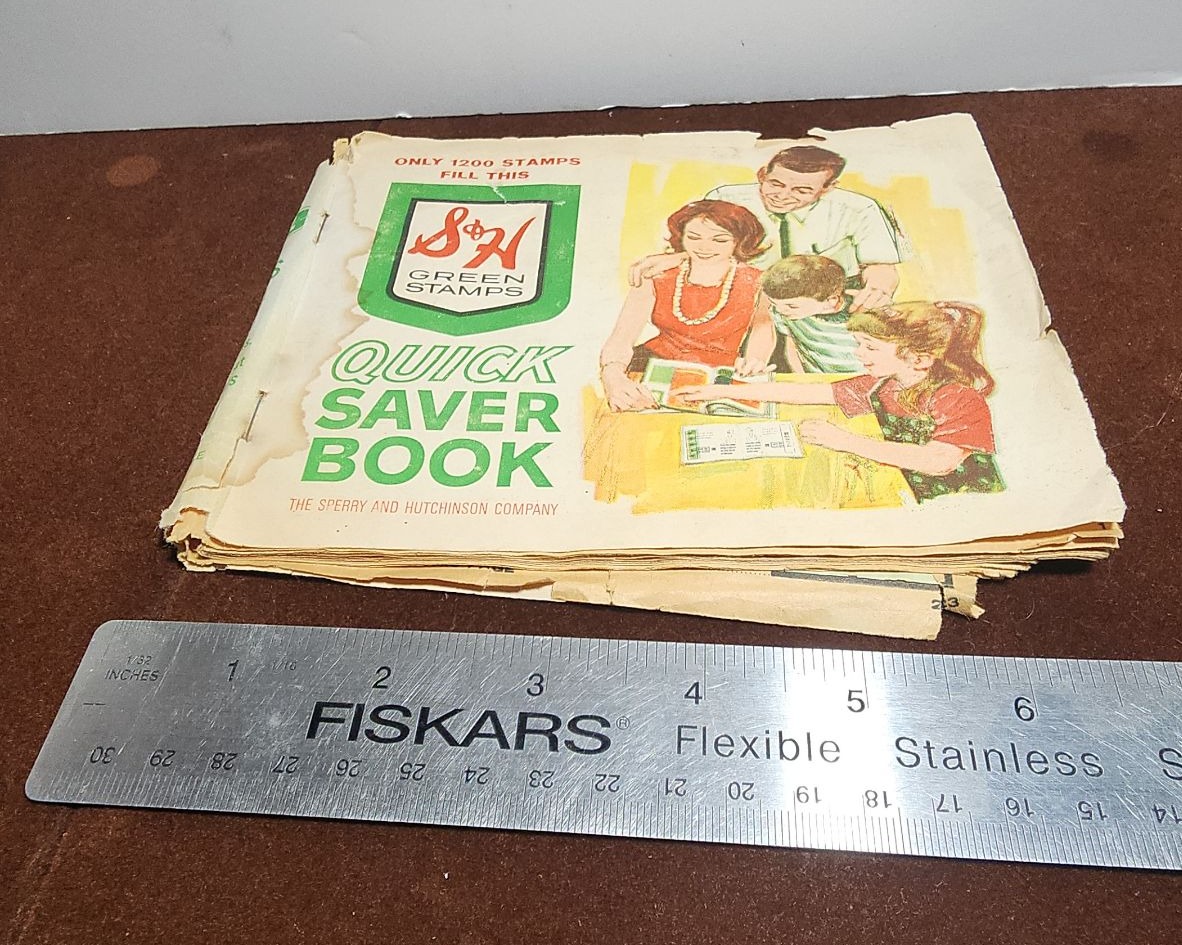 ONLY 1200 STAMPS
FILL THIS
S&H
GREEN
STAMPS
QUICK
SAVER
BOOK
THE SPERRY AND HUTCHINSON COMPANY
23
1/32 1 1/16 2 3 4 5 6
INCHES
FISKARS® Flexible Stainless S
30 29 28 27 26 25 24 23 22 21 20 19 18 17 16 15 14